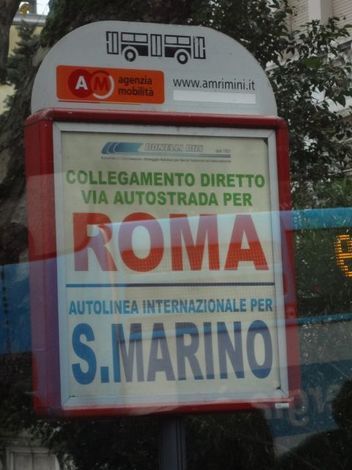 AM agenzia
mobilità
www.amrimini.it
BONELLI BUS
COLLEGAMENTO DIRETTO
VIA AUTOSTRADA PER
ROMA
AUTOLINEA INTERNAZIONALE PER
S.MARINO